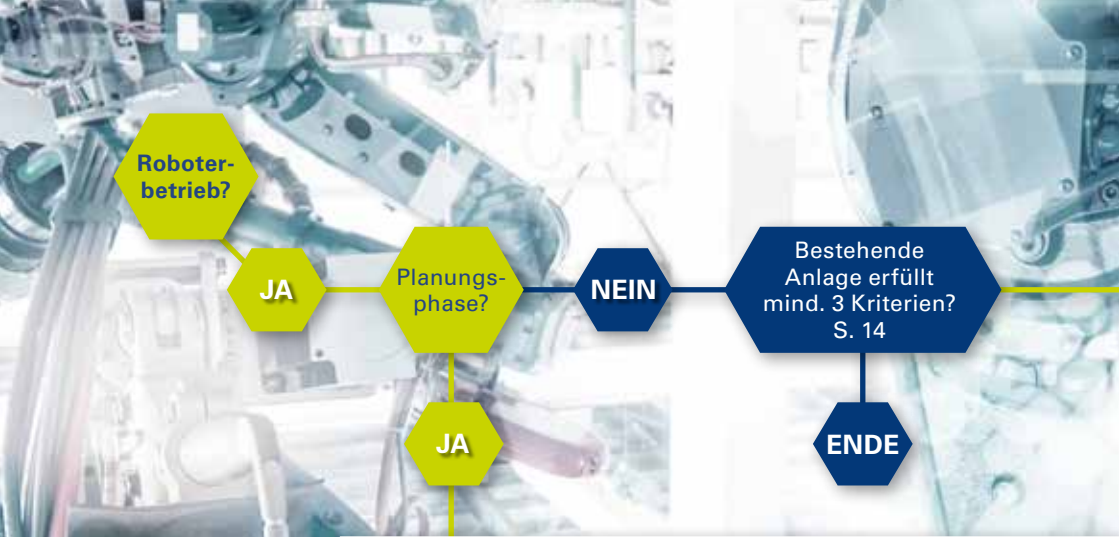 Roboter-
betrieb?
JA
Planungs-
phase?
NEIN
Bestehende
Anlage erfüllt
mind. 3 Kriterien?
S. 14
JA
ENDE